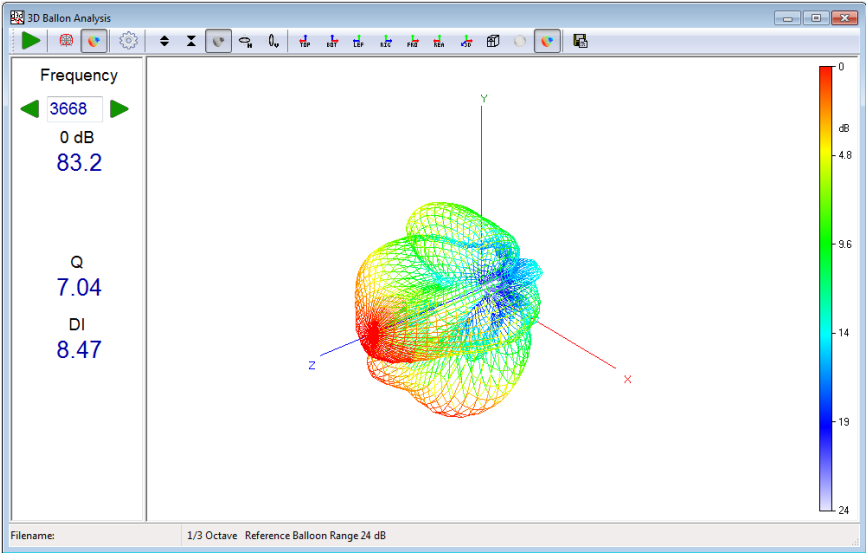 3D Ballon Analysis
TOP BOT LEF RIG FRO REA 3D
Frequency
3668
0 dB
83.2
Q
7.04
DI
8.47
Y
Z
X
0
dB
4.8
9.6
14
19
24
Filename:
1/3 Octave Reference Balloon Range 24 dB